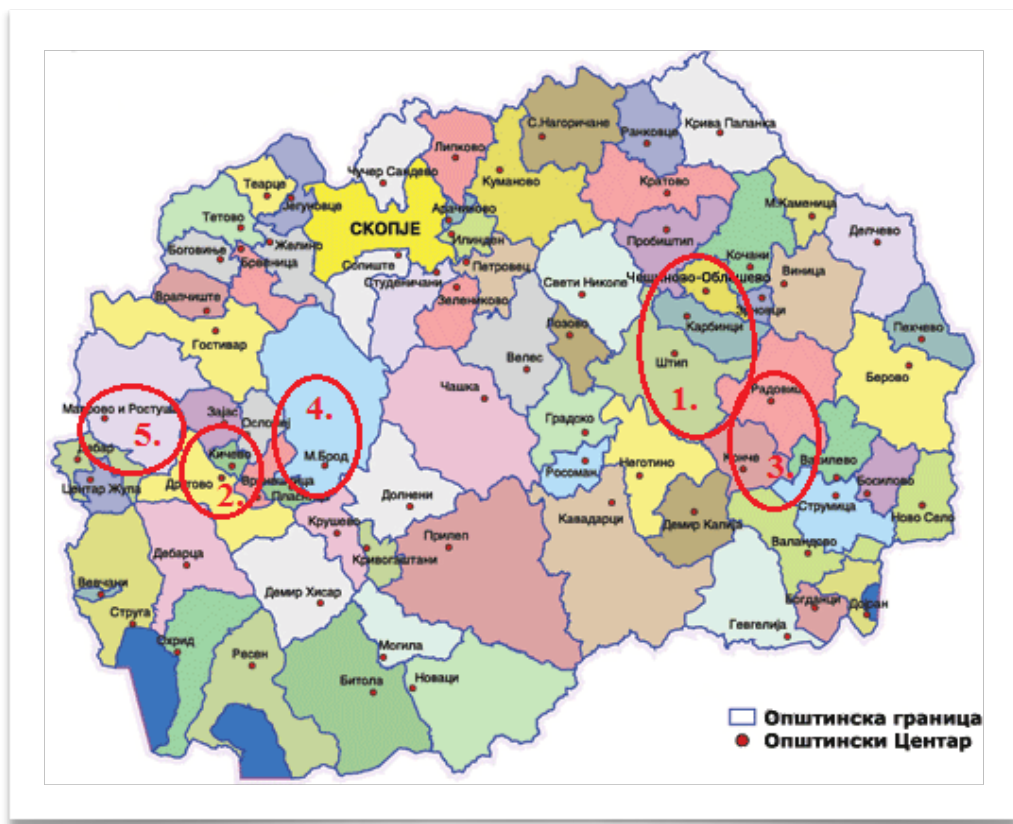 Крива Паланка
С.Нагоричане
Ранковце
Липково
Чучер Сандево
Куманово
Кратово
Теарце
Јегуновце
М.Каменица
Арачиново
Тетово
СКОПЈЕ
Делчево
Пробиштип
Илинден
Желино
Боговиње
Кочани
Брвеница
Сопиште
Петровец
Виница
Студеничани
Свети Николе
Чешиново-Облешево
Врапчиште
Зелениково
Зрновци
Карбинци
Лозово
Пехчево
Гостивар
Велес
Штип
Берово
Чашка
Радовиш
1.
Маврово и Ростуша
Зајас
4.
Градско
5.
Осломеј
Дабар
Кичево
М.Брод
Конче
3.
Василево
Росоман
Неготино
Центар Жупа
Другово
Вранештица
2.
Пласница
Босилово
Долнени
Струмица
Ново Село
Крушево
Кавадарци
Демир Капија
Прилеп
Валандово
Дебарца
Кривогаштани
Вевчани
Демир Хисар
Богданци
Дојран
Струга
Гевгелија
Охрид
Ресен
Могила
Битола
Новаци
Општинска граница
Општински Центар